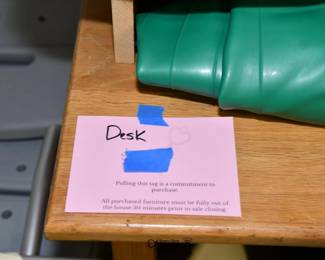 Desk
Pulling this tag is a commitment to
purchase.
All purchased furniture must be fully out of
the house 30 minutes prior to sale closing.